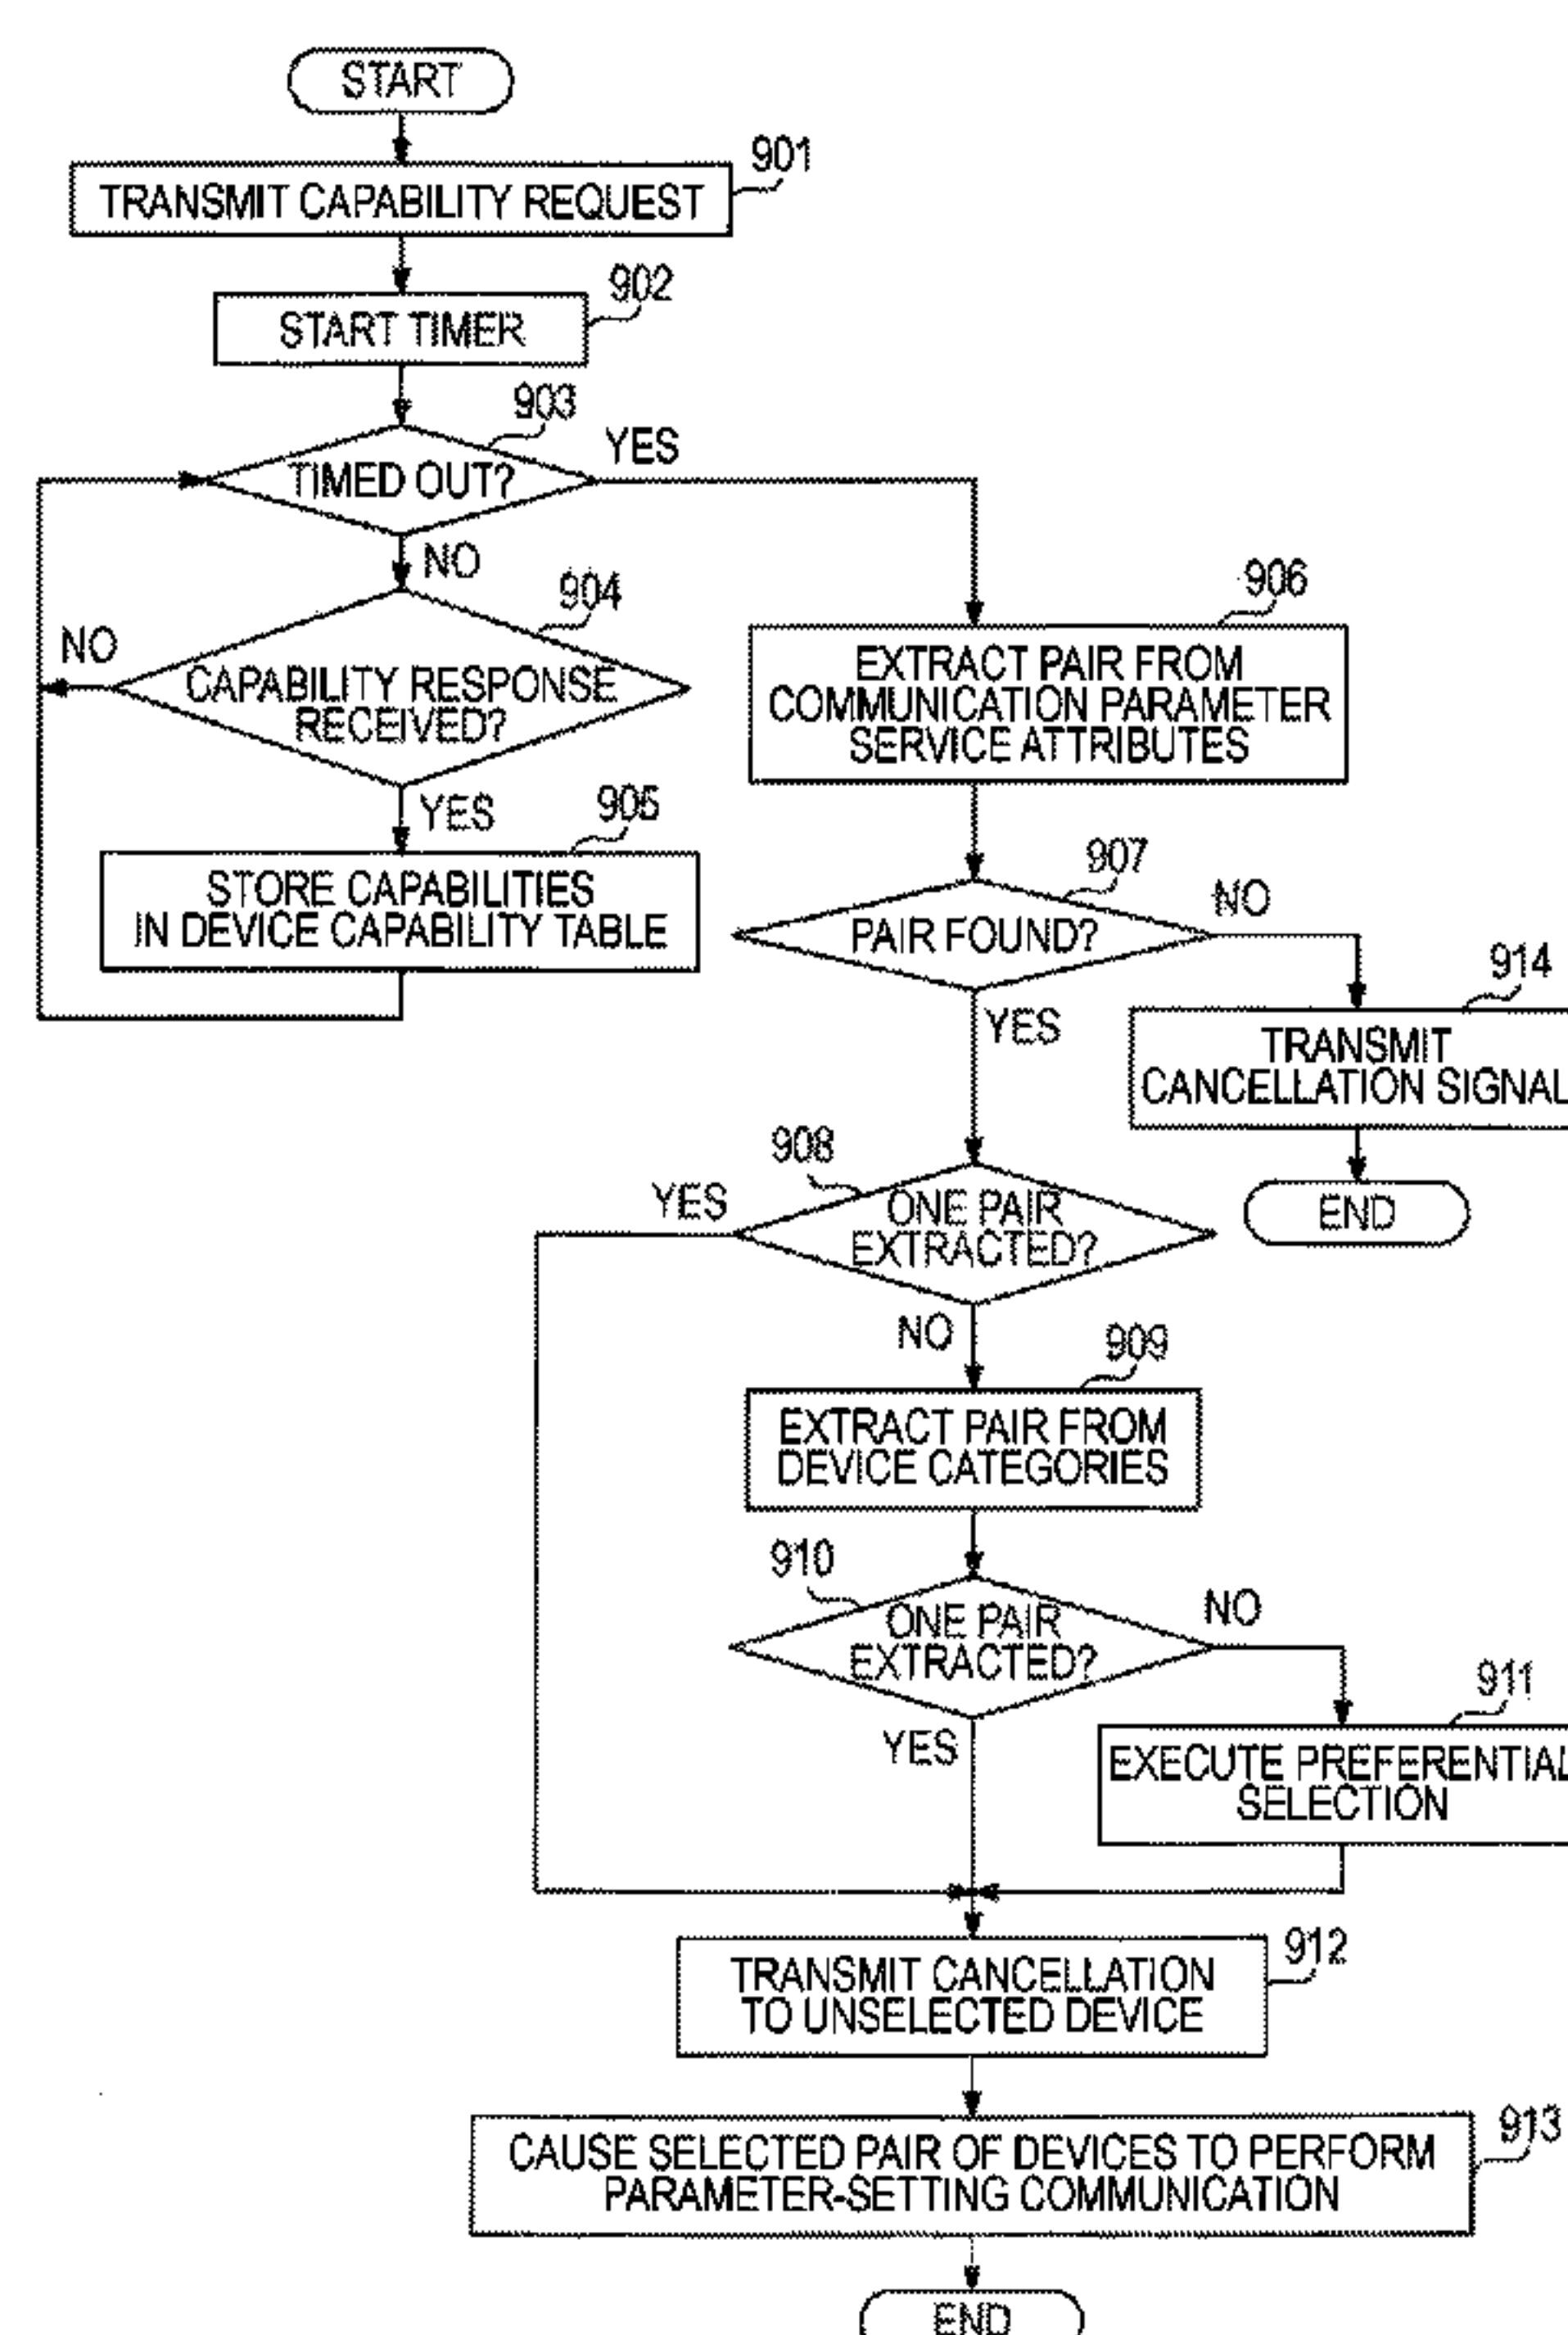 START
901
TRANSMIT CAPABILITY REQUEST
902
START TIMER
903
TIMED OUT?
YES
NO
904
NO
CAPABILITY RESPONSE
RECEIVED?
YES
905
STORE CAPABILITIES
IN DEVICE CAPABILITY TABLE
906
EXTRACT PAIR FROM
COMMUNICATION PARAMETER
SERVICE ATTRIBUTES
907
PAIR FOUND?
NO
YES
914
TRANSMIT
CANCELLATION SIGNAL
END
908
YES
ONE PAIR
EXTRACTED?
NO
909
EXTRACT PAIR FROM
DEVICE CATEGORIES
910
ONE PAIR
EXTRACTED?
NO
YES
911
EXECUTE PREFERENTIAL
SELECTION
912
TRANSMIT CANCELLATION
TO UNSELECTED DEVICE
913
CAUSE SELECTED PAIR OF DEVICES TO PERFORM
PARAMETER-SETTING COMMUNICATION
END